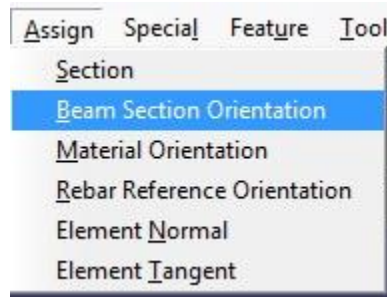 Assign Special Feature Tool
Section
Beam Section Orientation
Material Orientation
Rebar Reference Orientation
Element Normal
Element Tangent